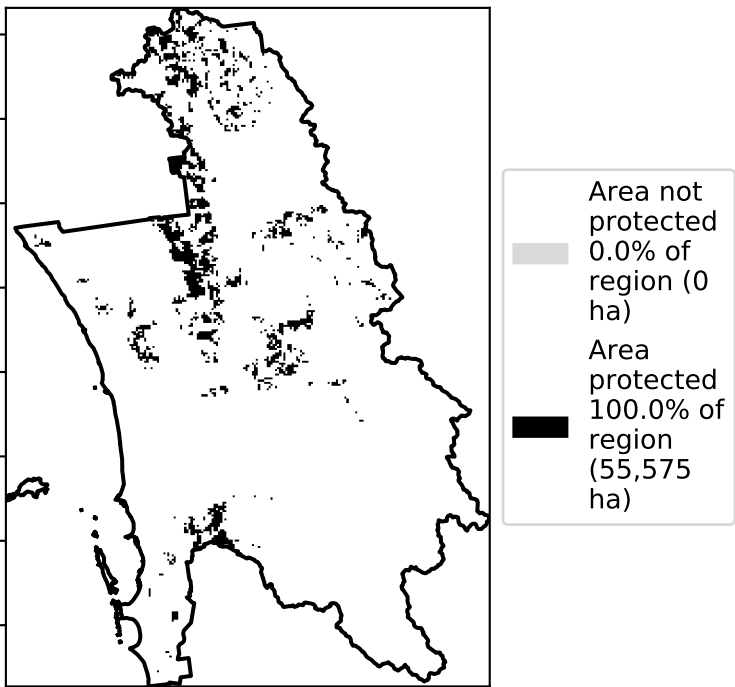 Area not
protected
0.0% of
region (0
ha)
Area
protected
100.0% of
region
(55,575
ha)